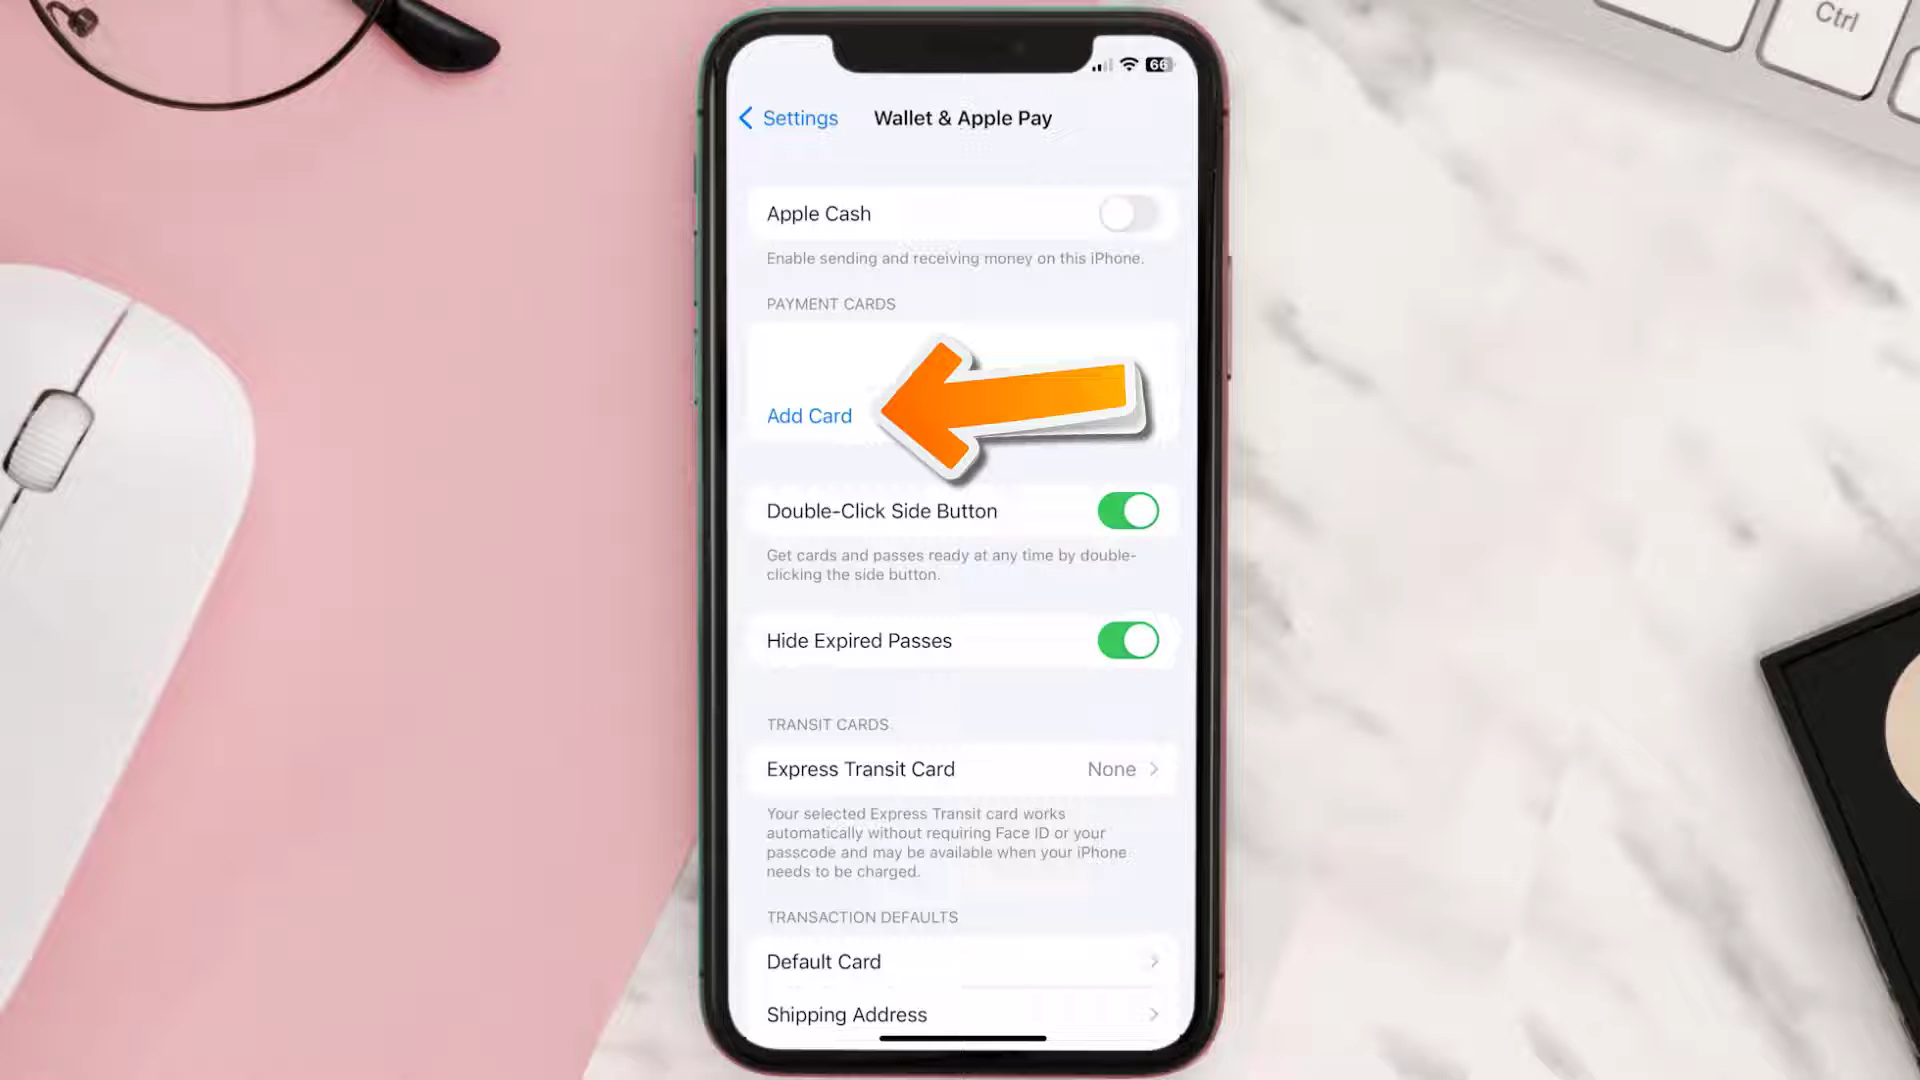 Ctrl
66
Settings
Wallet & Apple Pay
Apple Cash
Enable sending and receiving money on this iPhone.
PAYMENT CARDS
Add Card
Double-Click Side Button
Get cards and passes ready at any time by double-
clicking the side button.
Hide Expired Passes
TRANSIT CARDS
Express Transit Card
None
Your selected Express Transit card works
automatically without requiring Face ID or your
passcode and may be available when your iPhone
needs to be charged.
TRANSACTION DEFAULTS
Default Card
Shipping Address